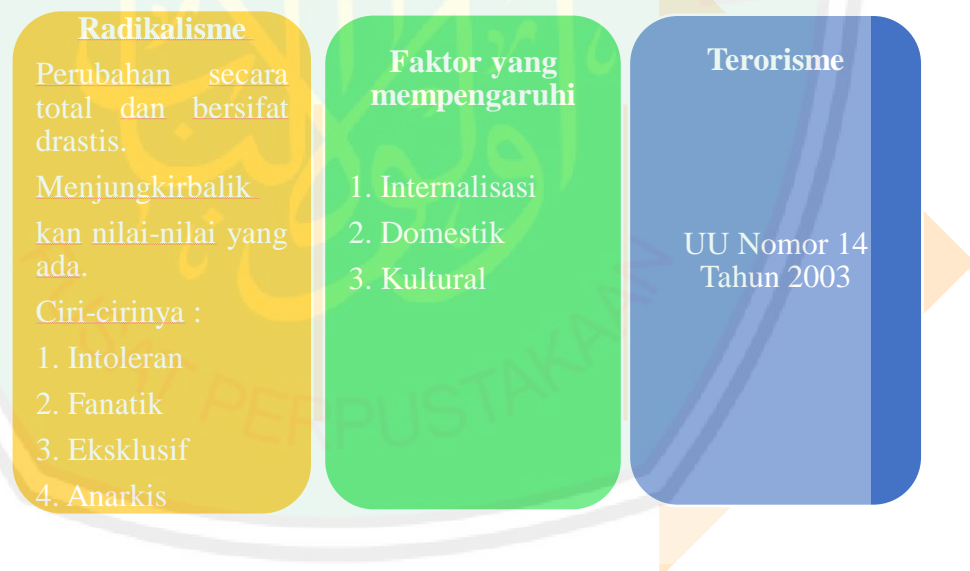 Radikalisme
Perubahan secara
total dan bersifat
drastis.
Menjungkirbalik
kan nilai-nilai yang
ada.
Ciri-cirinya :
1. Intoleran
2. Fanatik
3. Eksklusif
4. Anarkis
Faktor yang
mempengaruhi
1. Internalisasi
2. Domestik
3. Kultural
Terorisme
UU Nomor 14
Tahun 2003
PERPUSTAKAAN